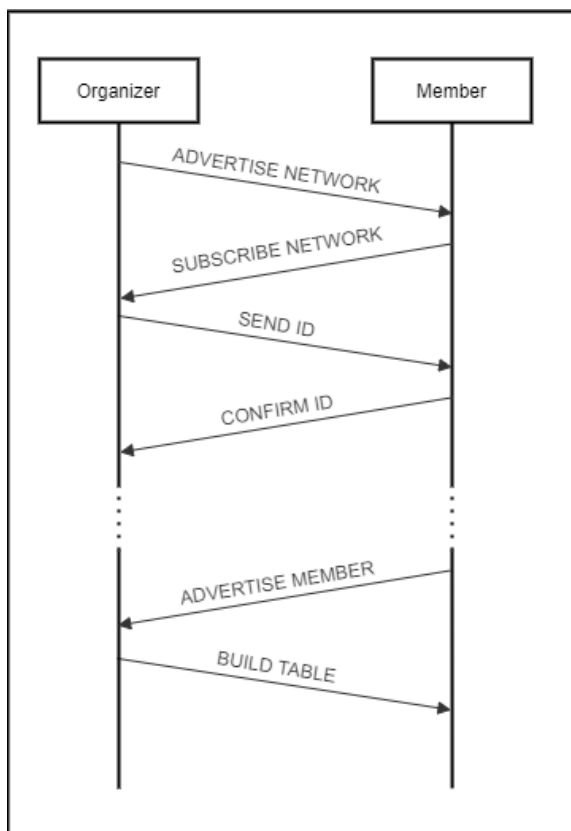 Organizer
Member
ADVERTISE NETWORK
SUBSCRIBE NETWORK
SEND ID
CONFIRM ID
ADVERTISE MEMBER
BUILD TABLE